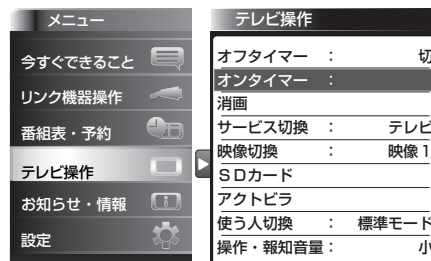 メニュー
今すぐできること
リンク機器操作
番組表・予約
テレビ操作
お知らせ・情報
設定
テレビ操作
オフタイマー ： 切
オンタイマー ：
消画
サービス切換 ： テレビ
映像切換 ： 映像1
ＳＤカード
アクトビラ
使う人切換 ： 標準モード
操作・報知音量： 小